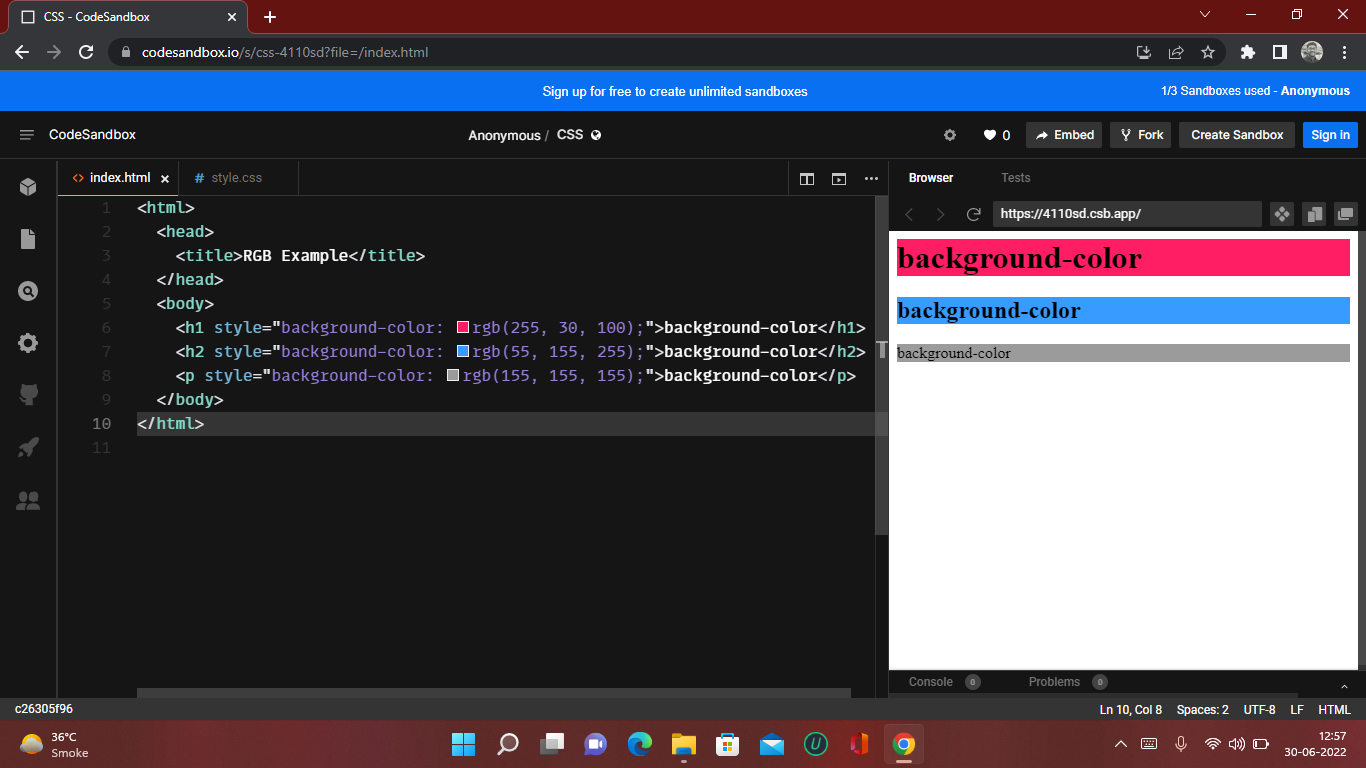 CSS - CodeSandbox
codesandbox.io/s/css-4110sd?file=/index.html
Sign up for free to create unlimited sandboxes
1/3 Sandboxes used - Anonymous
CodeSandbox
Anonymous / CSS
0
Embed
Fork
Create Sandbox
Sign in
<> index.html
# style.css
1 <html>
2 <head>
3 <title>RGB Example</title>
4 </head>
5 <body>
6 <h1 style="background-color: rgb(255, 30, 100);">background-color</h1>
7 <h2 style="background-color: rgb(55, 155, 255);">background-color</h2>
8 <p style="background-color: rgb(155, 155, 155);">background-color</p>
9 </body>
10 </html>
11
Browser
Tests
https://4110sd.csb.app/
background-color
background-color
background-color
Console 0
Problems 0
c26305f96
Ln 10, Col 8 Spaces: 2 UTF-8 LF HTML
36°C
Smoke
12:57
30-06-2022